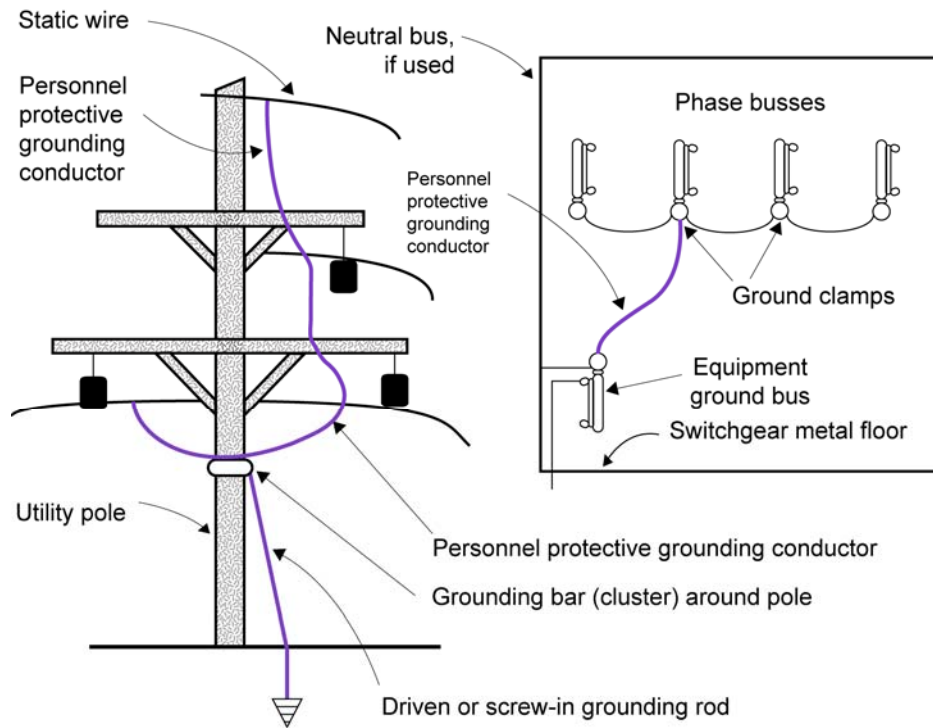 Static wire
Personnel
protective
grounding
conductor
Neutral bus,
if used
Phase busses
Personnel
protective
grounding
conductor
Ground clamps
Equipment
ground bus
Switchgear metal floor
Utility pole
Personnel protective grounding conductor
Grounding bar (cluster) around pole
Driven or screw-in grounding rod